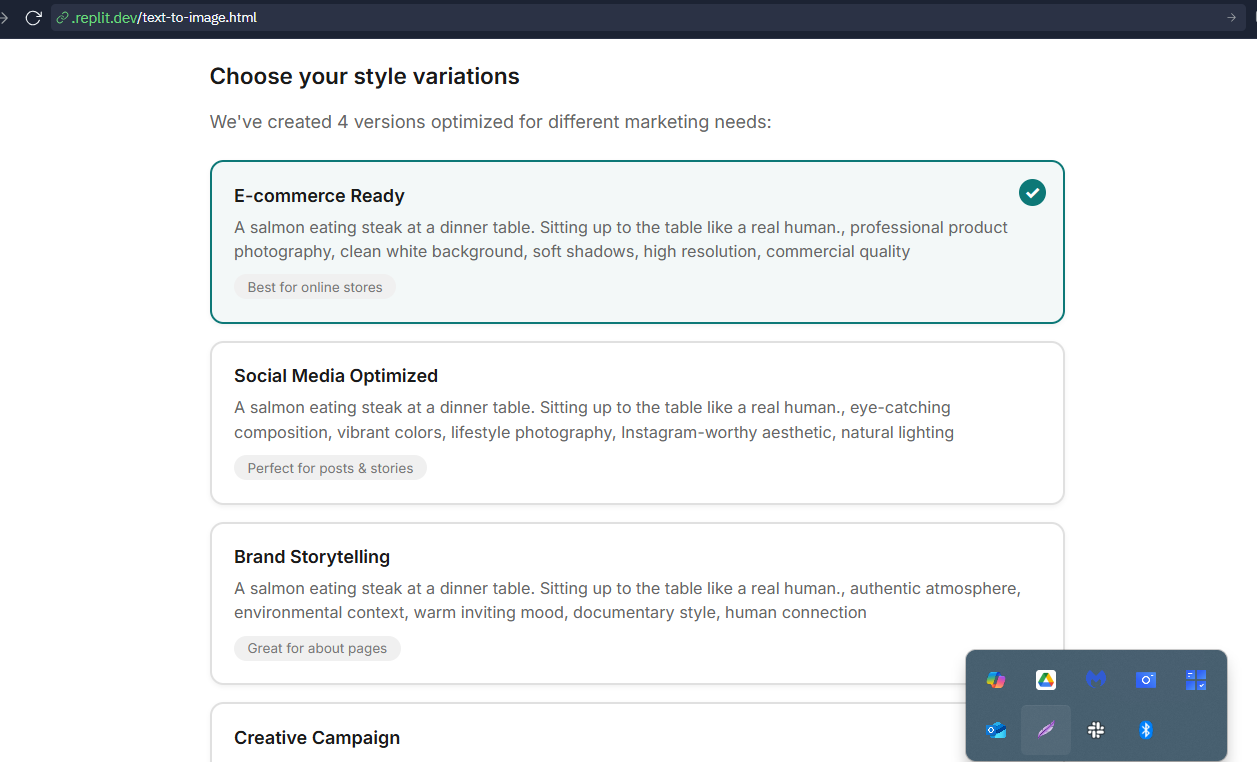 .replit.dev/text-to-image.html
Choose your style variations
We've created 4 versions optimized for different marketing needs:
E-commerce Ready
A salmon eating steak at a dinner table. Sitting up to the table like a real human., professional product
photography, clean white background, soft shadows, high resolution, commercial quality
Best for online stores
Social Media Optimized
A salmon eating steak at a dinner table. Sitting up to the table like a real human., eye-catching
composition, vibrant colors, lifestyle photography, Instagram-worthy aesthetic, natural lighting
Perfect for posts & stories
Brand Storytelling
A salmon eating steak at a dinner table. Sitting up to the table like a real human., authentic atmosphere,
environmental context, warm inviting mood, documentary style, human connection
Great for about pages
Creative Campaign